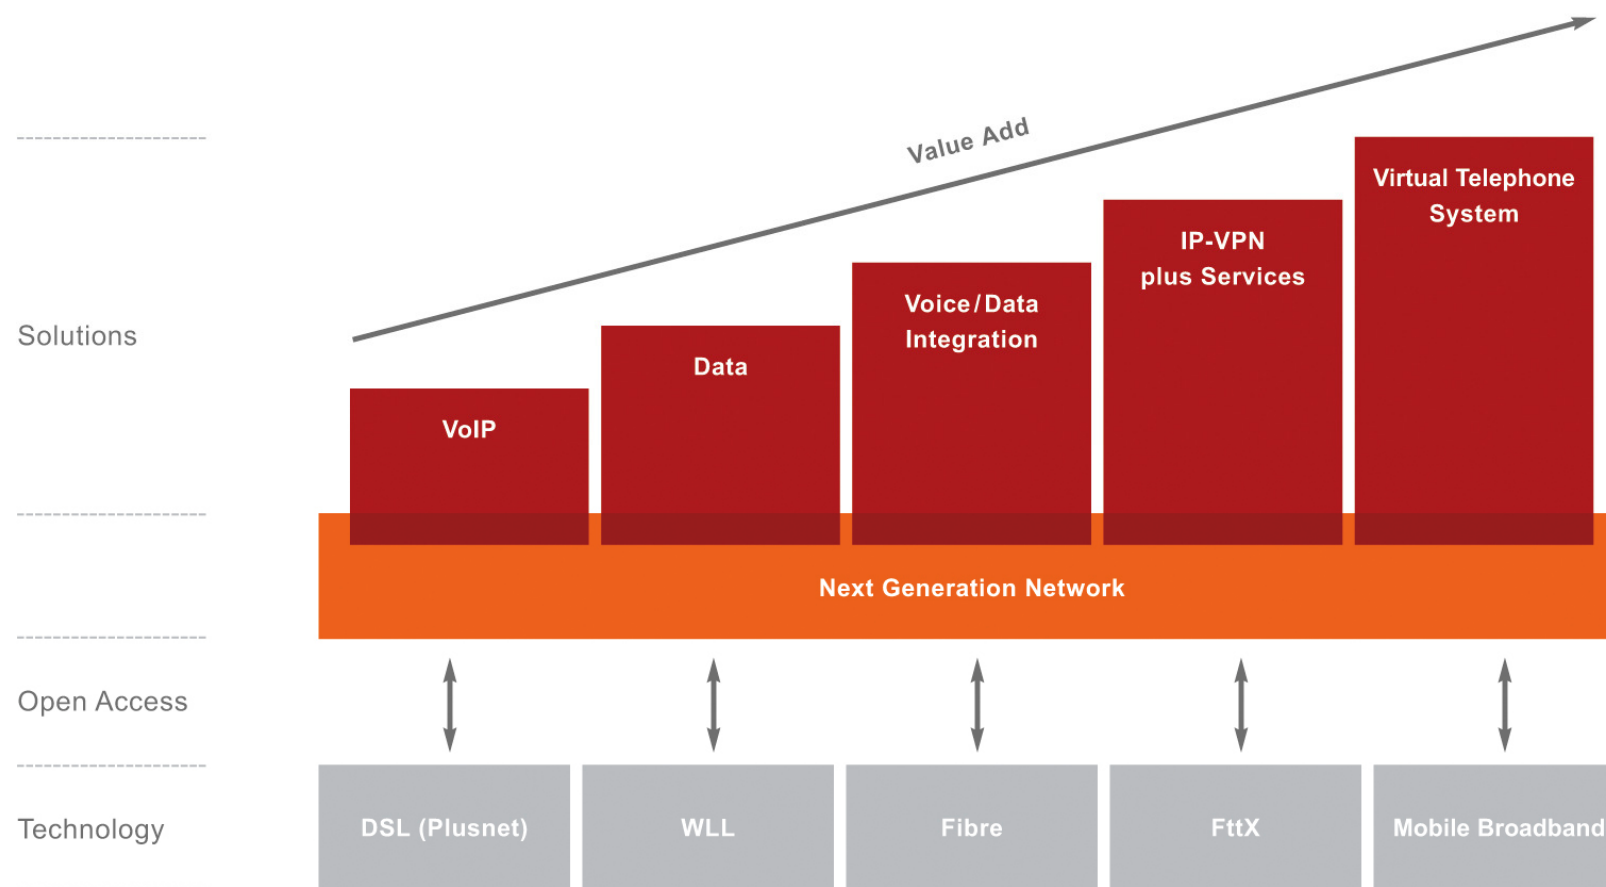 Value Add
Virtual Telephone
System
IP-VPN
plus Services
Voice/Data
Integration
Solutions
Data
VoIP
Next Generation Network
Open Access
Technology
DSL (Plusnet)
WLL
Fibre
FttX
Mobile Broadband